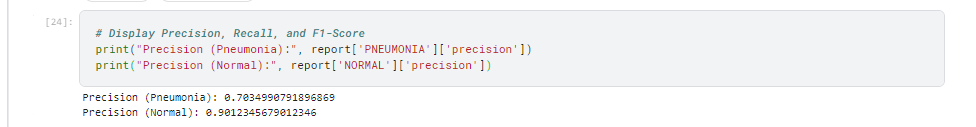 [24]:
# Display Precision, Recall, and F1-Score
print("Precision (Pneumonia):", report['PNEUMONIA']['precision'])
print("Precision (Normal):", report['NORMAL']['precision'])
Precision (Pneumonia): 0.7034990791896869
Precision (Normal): 0.9012345679012346